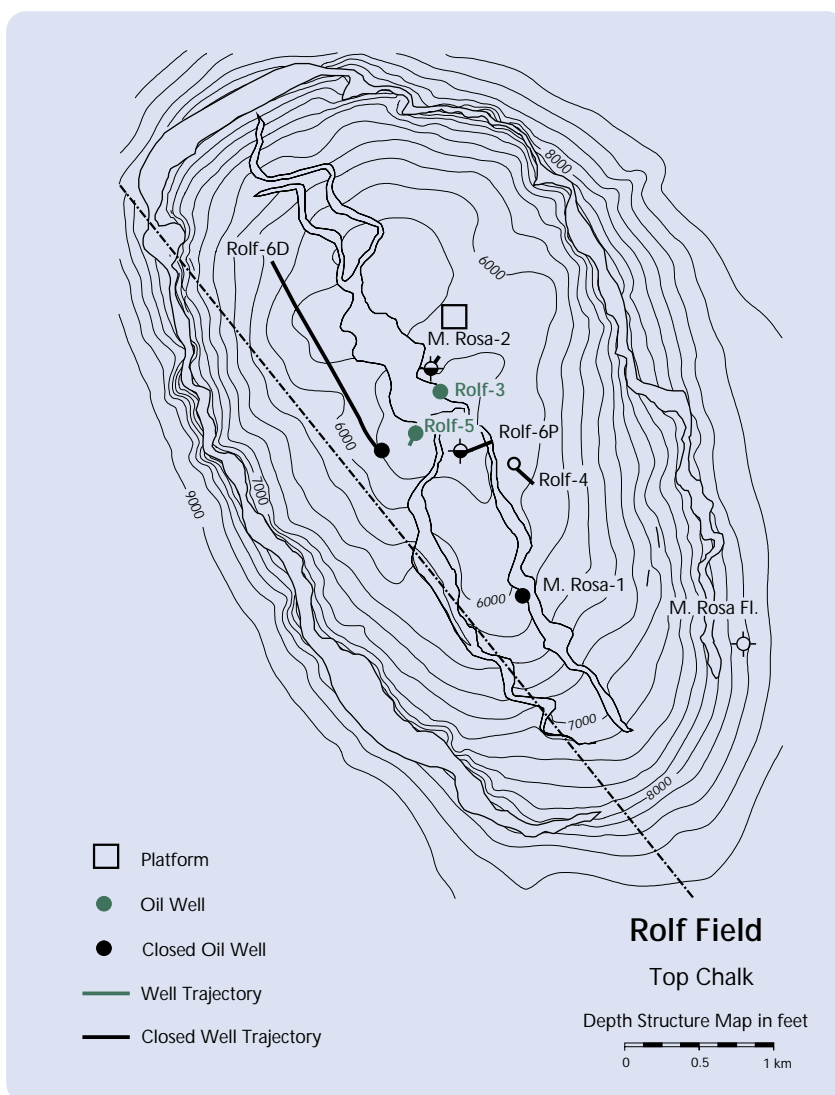 8000
Rolf-6D
6000
M. Rosa-2
Rolf-3
Rolf-5
Rolf-6P
6000
7000
Rolf-4
9000
M. Rosa-1
6000
M. Rosa Fl.
7000
8000
Platform
Oil Well
Closed Oil Well
Well Trajectory
Closed Well Trajectory
Rolf Field
Top Chalk
Depth Structure Map in feet
0 0.5 1 km